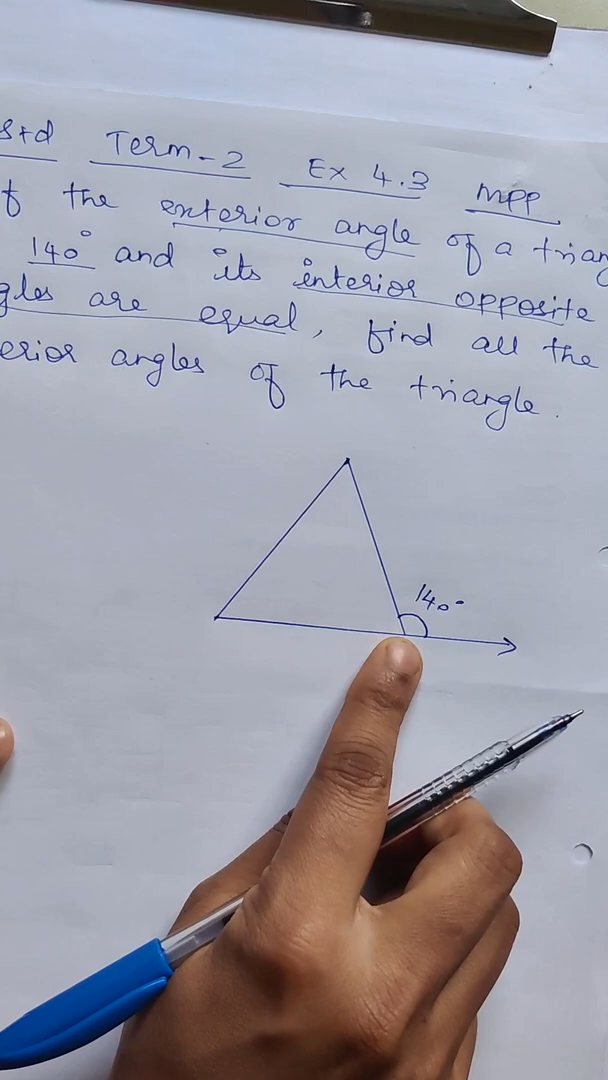 std Term-2 Ex 4.3 MPP
the exterior angle of a
140° and its interior opposite
are equal, find all the
angles of the triangle.
140°